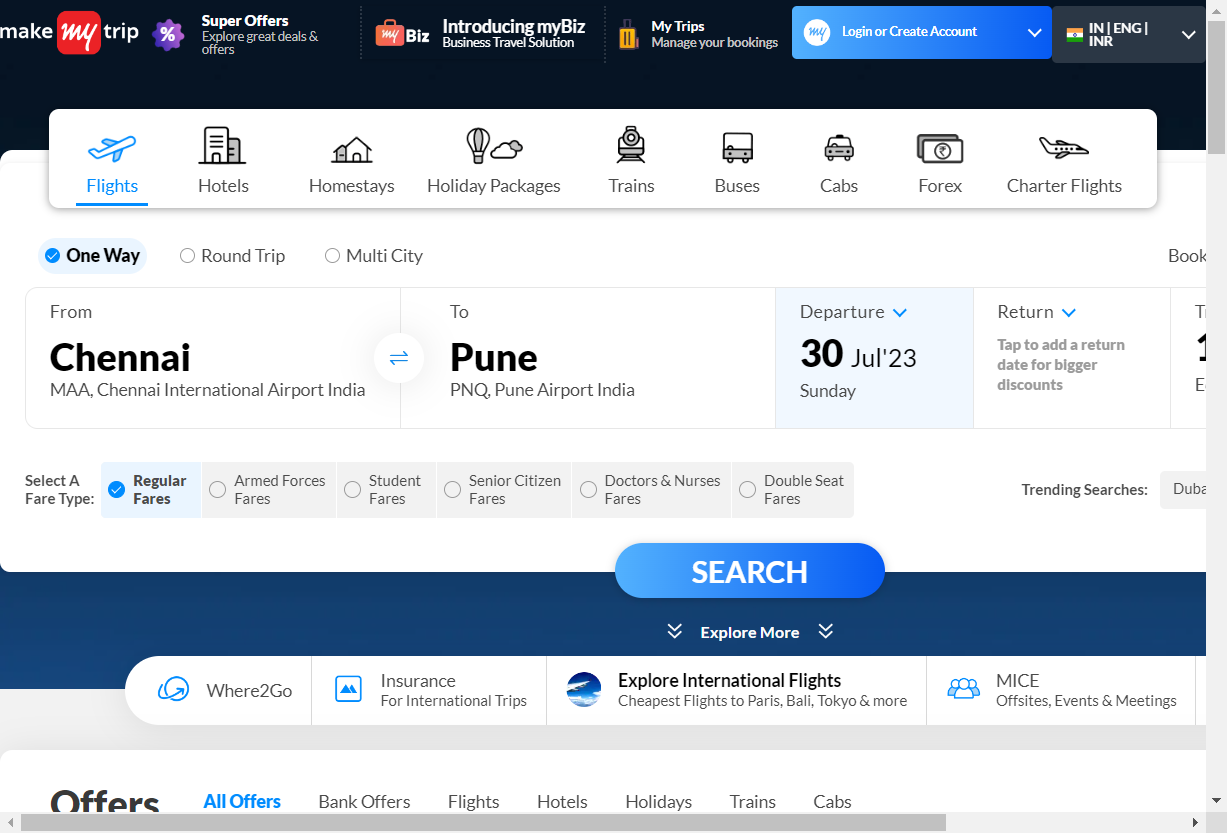 make my trip
%
Super Offers
Explore great deals &
offers
my Biz
Introducing myBiz
Business Travel Solution
My Trips
Manage your bookings
my
Login or Create Account
IN | ENG |
INR
Flights
Hotels
Homestays
Holiday Packages
Trains
Buses
Cabs
₹
Forex
Charter Flights
One Way
Round Trip
Multi City
Book
From
Chennai
MAA, Chennai International Airport India
To
Pune
PNQ, Pune Airport India
Departure
30 Jul'23
Sunday
Return
Tap to add a return
date for bigger
discounts
Select A
Fare Type:
Regular
Fares
Armed Forces
Fares
Student
Fares
Senior Citizen
Fares
Doctors & Nurses
Fares
Double Seat
Fares
Trending Searches:
Duba
SEARCH
Explore More
Where2Go
Insurance
For International Trips
Explore International Flights
Cheapest Flights to Paris, Bali, Tokyo & more
MICE
Offsites, Events & Meetings
Offers
All Offers
Bank Offers
Flights
Hotels
Holidays
Trains
Cabs